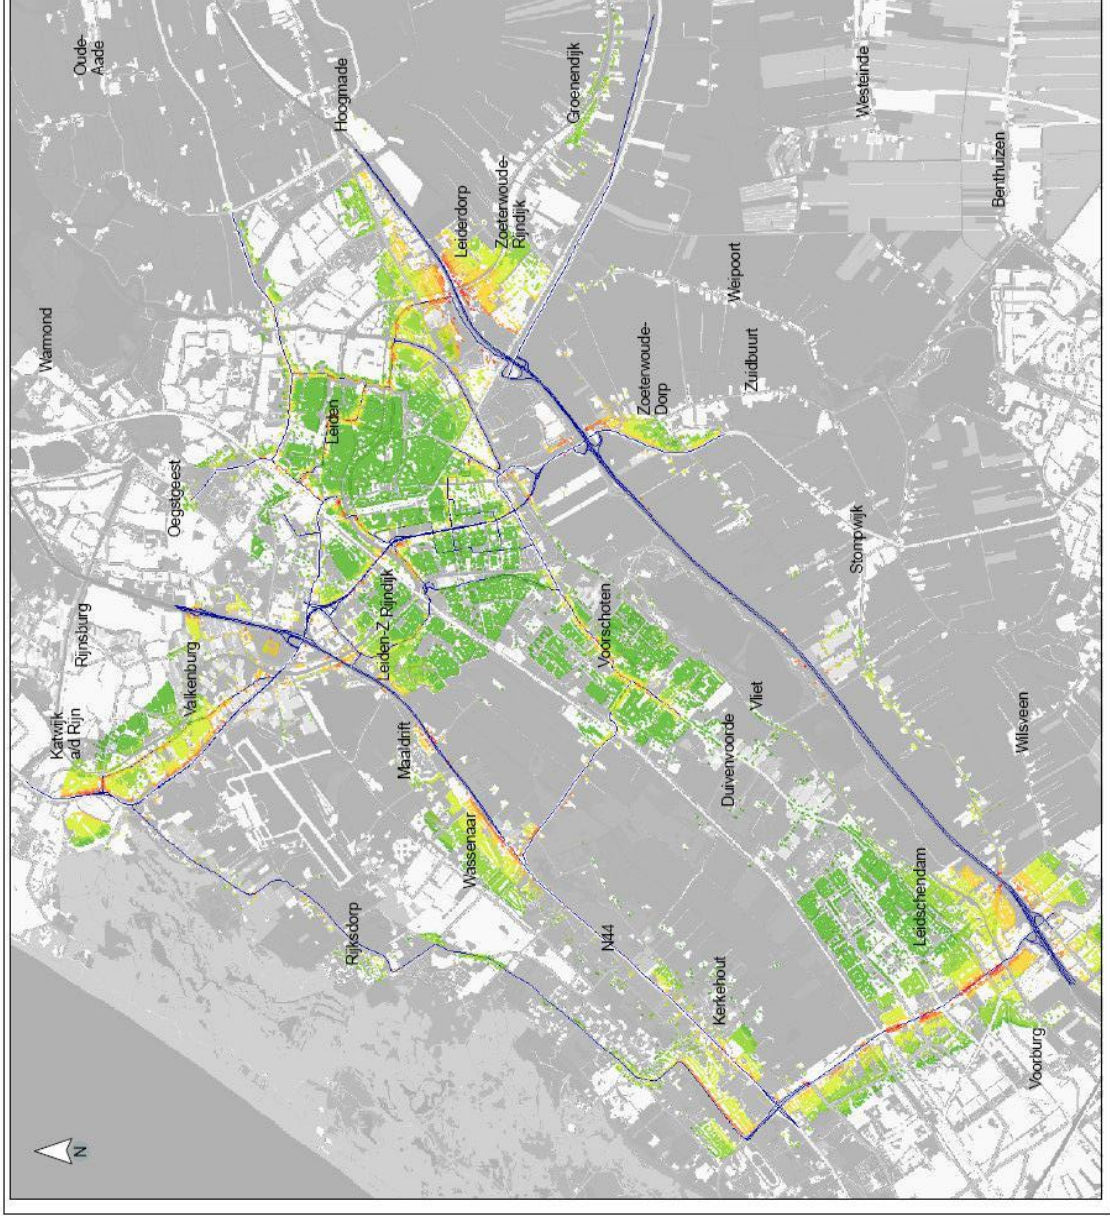 Oude-
Aade
Hoogmade
Groenendijk
Westeinde
Benthuizen
Warmond
Leiderdorp
Zoeterwoude-
Rijndijk
Weipoort
Oegstgeest
Leiden
Zoeterwoude-
Dorp
Zuidbuurt
Rijnsburg
Stompwijk
Katwijk
a/d Rijn
Valkenburg
Leiden-Z Rijndijk
Voorschoten
Maaldrift
Duivenvoorde
Vliet
Wilsveen
Wassenaar
Rijksdorp
N44
Leidschendam
Kerkehout
Voorburg
N